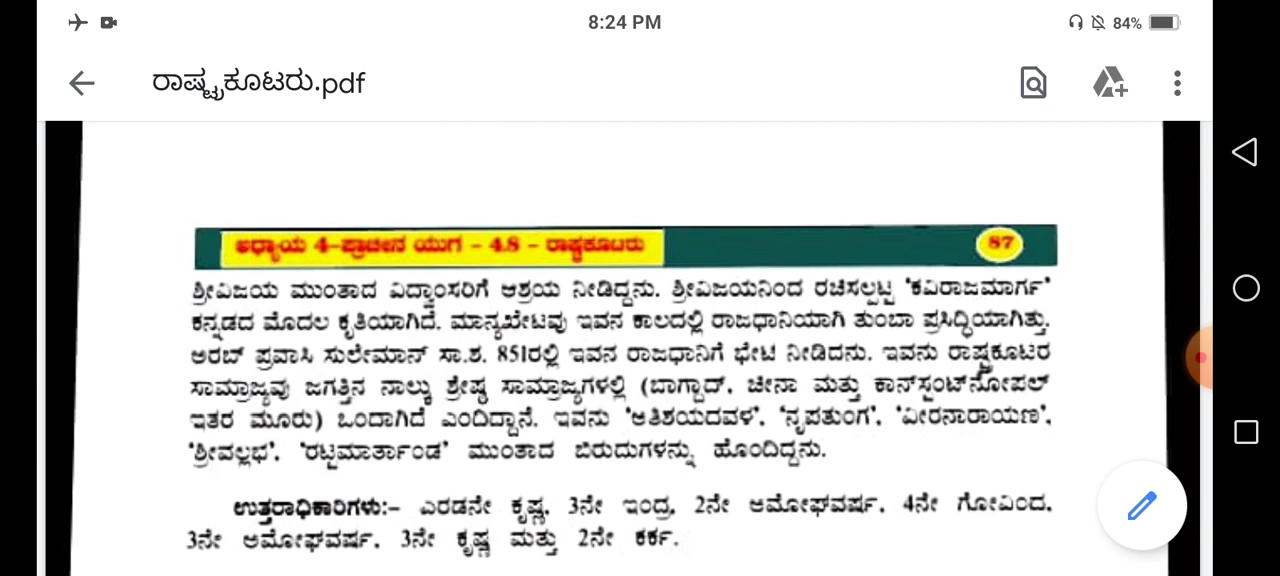 8:24 PM
84%
ರಾಷ್ಟ್ರಕೂಟರು.pdf
ಅಧ್ಯಾಯ 4-ಪ್ರಾಚೀನ ಯುಗ - 4.8 - ರಾಷ್ಟ್ರಕೂಟರು
87
ಶ್ರೀವಿಜಯ ಮುಂತಾದ ವಿದ್ವಾಂಸರಿಗೆ ಆಶ್ರಯ ನೀಡಿದ್ದನು. ಶ್ರೀವಿಜಯನಿಂದ ರಚಿಸಲ್ಪಟ್ಟ 'ಕವಿರಾಜಮಾರ್ಗ'
ಕನ್ನಡದ ಮೊದಲ ಕೃತಿಯಾಗಿದೆ. ಮಾನ್ಯಖೇಟವು ಇವನ ಕಾಲದಲ್ಲಿ ರಾಜಧಾನಿಯಾಗಿ ತುಂಬಾ ಪ್ರಸಿದ್ಧಿಯಾಗಿತ್ತು.
ಅರಬ್ ಪ್ರವಾಸಿ ಸುಲೇಮಾನ್ ಸಾ.ಶ. 851ರಲ್ಲಿ ಇವನ ರಾಜಧಾನಿಗೆ ಭೇಟಿ ನೀಡಿದನು. ಇವನು ರಾಷ್ಟ್ರಕೂಟರ
ಸಾಮ್ರಾಜ್ಯವು ಜಗತ್ತಿನ ನಾಲ್ಕು ಶ್ರೇಷ್ಠ ಸಾಮ್ರಾಜ್ಯಗಳಲ್ಲಿ (ಬಾಗ್ದಾದ್, ಚೀನಾ ಮತ್ತು ಕಾನ್‌ಸ್ಟಂಟ್‌ನೋಪಲ್
ಇತರ ಮೂರು) ಒಂದಾಗಿದೆ ಎಂದಿದ್ದಾನೆ. ಇವನು 'ಅತಿಶಯದವಳ', 'ನೃಪತುಂಗ', 'ವೀರನಾರಾಯಣ',
'ಶ್ರೀವಲ್ಲಭ', 'ರಟ್ಟಮಾರ್ತಾಂಡ' ಮುಂತಾದ ಬಿರುದುಗಳನ್ನು ಹೊಂದಿದ್ದನು.
ಉತ್ತರಾಧಿಕಾರಿಗಳು:- ಎರಡನೇ ಕೃಷ್ಣ, 3ನೇ ಇಂದ್ರ, 2ನೇ ಅಮೋಘವರ್ಷ, 4ನೇ ಗೋವಿಂದ,
3ನೇ ಅಮೋಘವರ್ಷ, 3ನೇ ಕೃಷ್ಣ ಮತ್ತು 2ನೇ ಕರ್ಕ.